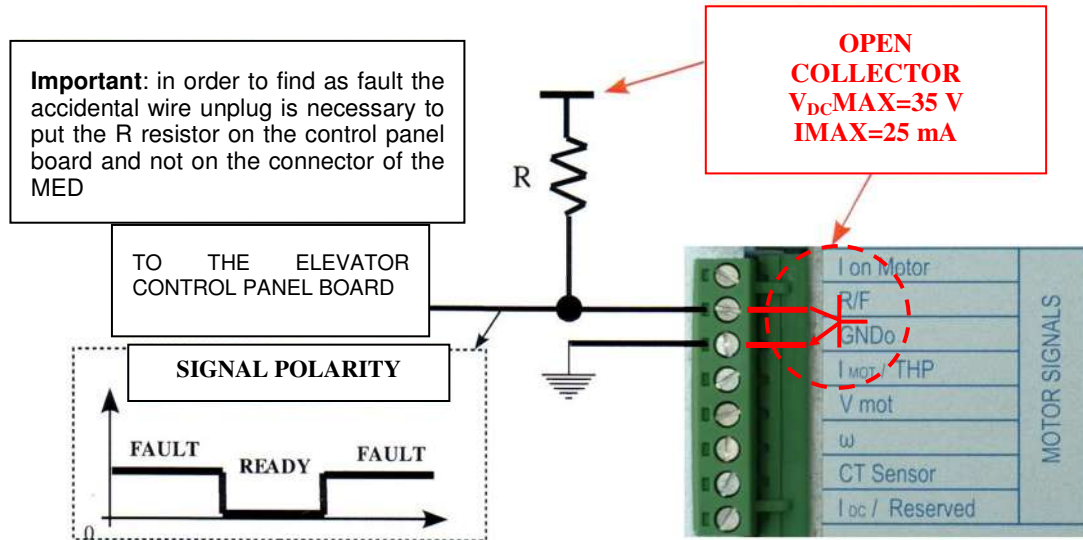 Important: in order to find as fault the
accidental wire unplug is necessary to
put the R resistor on the control panel
board and not on the connector of the
MED
OPEN
COLLECTOR
VDCMAX=35 V
IMAX=25 mA
R
TO THE ELEVATOR
CONTROL PANEL BOARD
SIGNAL POLARITY
FAULT
READY
FAULT
0
I on Motor
R/F
GNDo
I MOT / THP
V mot
ω
CT Sensor
I DC / Reserved
MOTOR SIGNALS